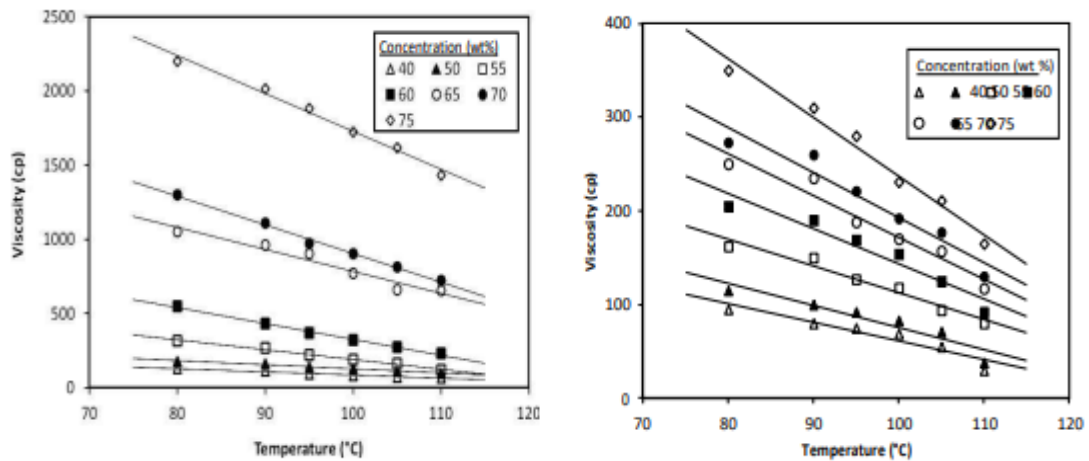 2500
2000
1500
1000
500
0
Viscosity (cp)
70 80 90 100 110 120
Temperature (°C)
Concentration (wt%)
40 50 55
60 65 70
75
400
300
200
100
0
Viscosity (cp)
70 80 90 100 110 120
Temperature (°C)
Concentration (wt %)
40 50 55 60
65 70 75